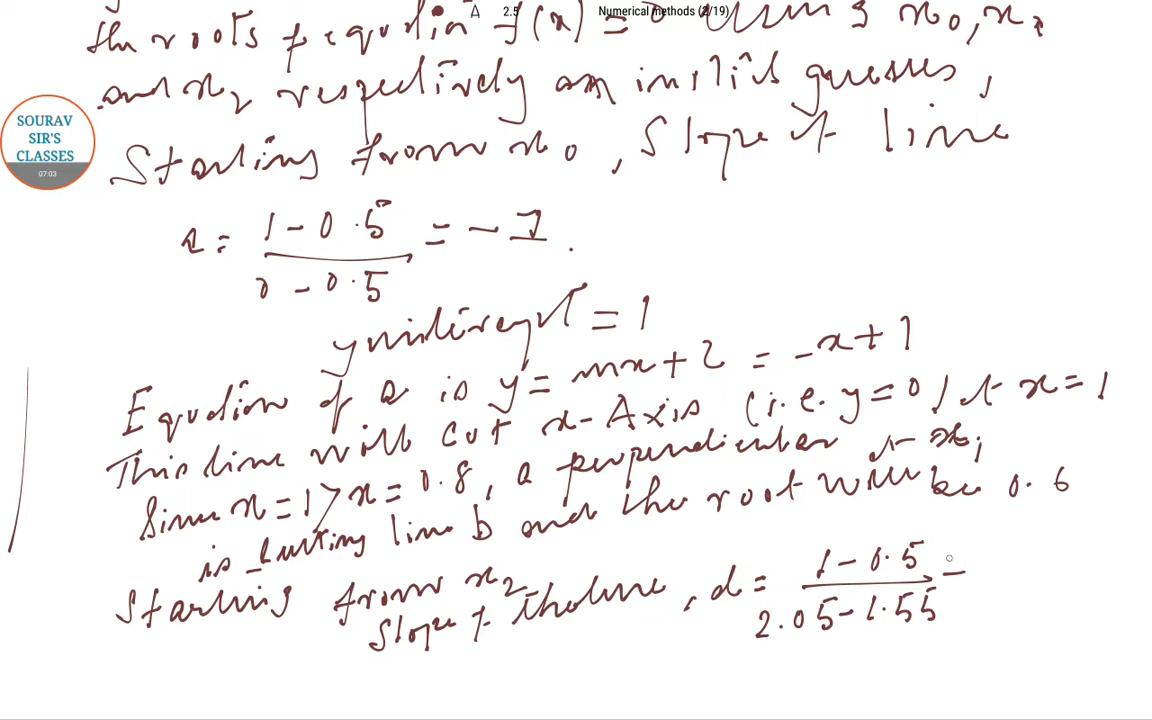 2.5
Numerical methods (2/19)
the roots of equation f(x) = 0 using x0, x1
and x2 respectively as initial guesses,
SOURAV
SIR'S
CLASSES
07:03
Starting from x0, slope of line
a = 1 - 0.5 / 0 - 0.5 = -1.
y intercept = 1
Equation of a is y = mx + 2 = -x + 1
This line will cut x-Axis (i.e. y = 0) at x = 1
Since x = 1 > x = 0.8, a perpendicular at x1
is cutting line b and the root will be 0.6
Starting from x2
slope of the line, d = 1 - 0.5 / 2.05 - 1.55 =